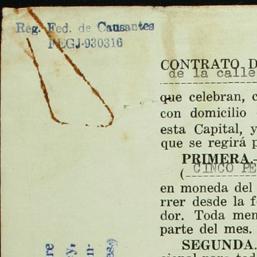 Reg. Fed. de Causantes
PEGJ-930316
CONTRATO D
de la calle
que celebran, c
con domicilio
esta Capital, y
que se regirá p
PRIMERA.—
( CINCO PE
en moneda del
rrer desde la f
dor. Toda men
parte del mes.
SEGUNDA.